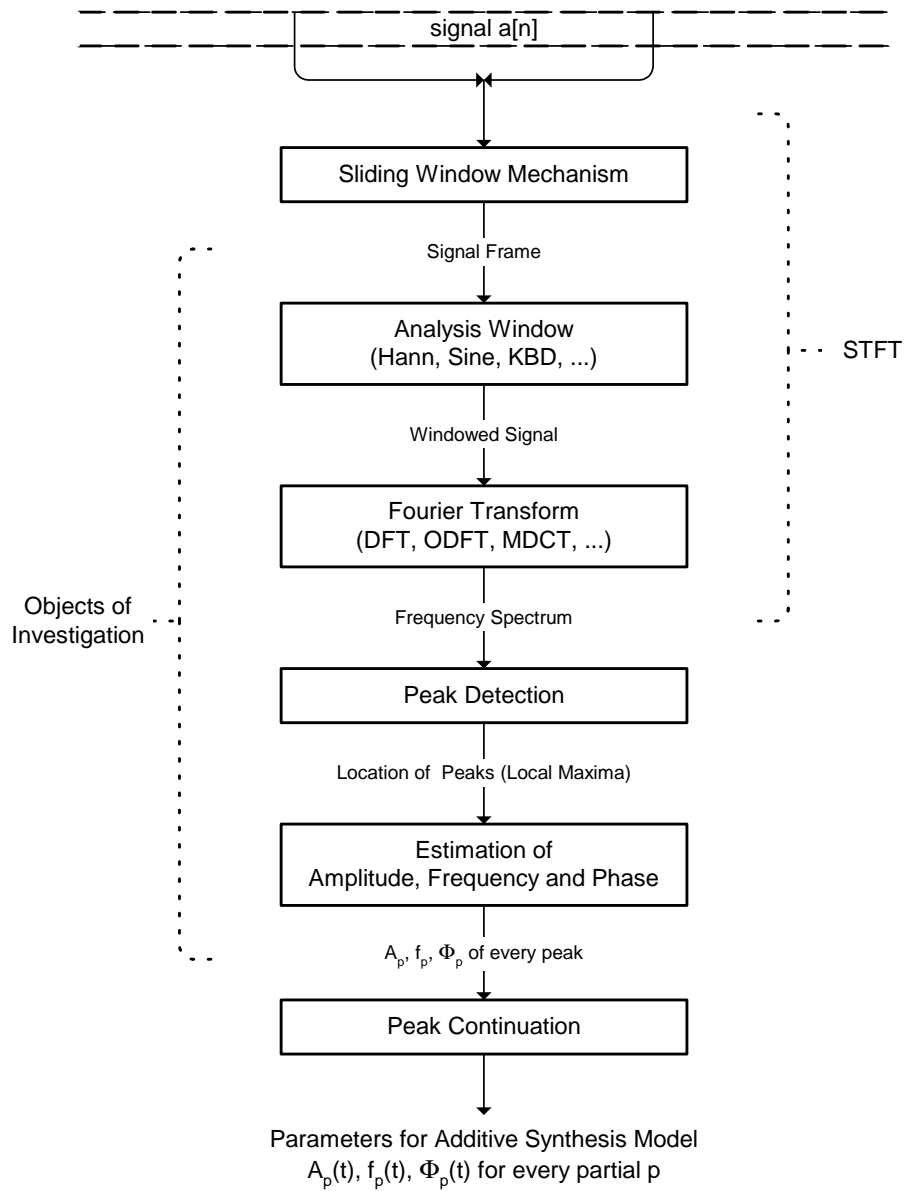 signal a[n]
Sliding Window Mechanism
Signal Frame
Analysis Window
(Hann, Sine, KBD, ...)
STFT
Windowed Signal
Fourier Transform
(DFT, ODFT, MDCT, ...)
Objects of
Investigation
Frequency Spectrum
Peak Detection
Location of Peaks (Local Maxima)
Estimation of
Amplitude, Frequency and Phase
Ap, fp, Φp of every peak
Peak Continuation
Parameters for Additive Synthesis Model
Ap(t), fp(t), Φp(t) for every partial p